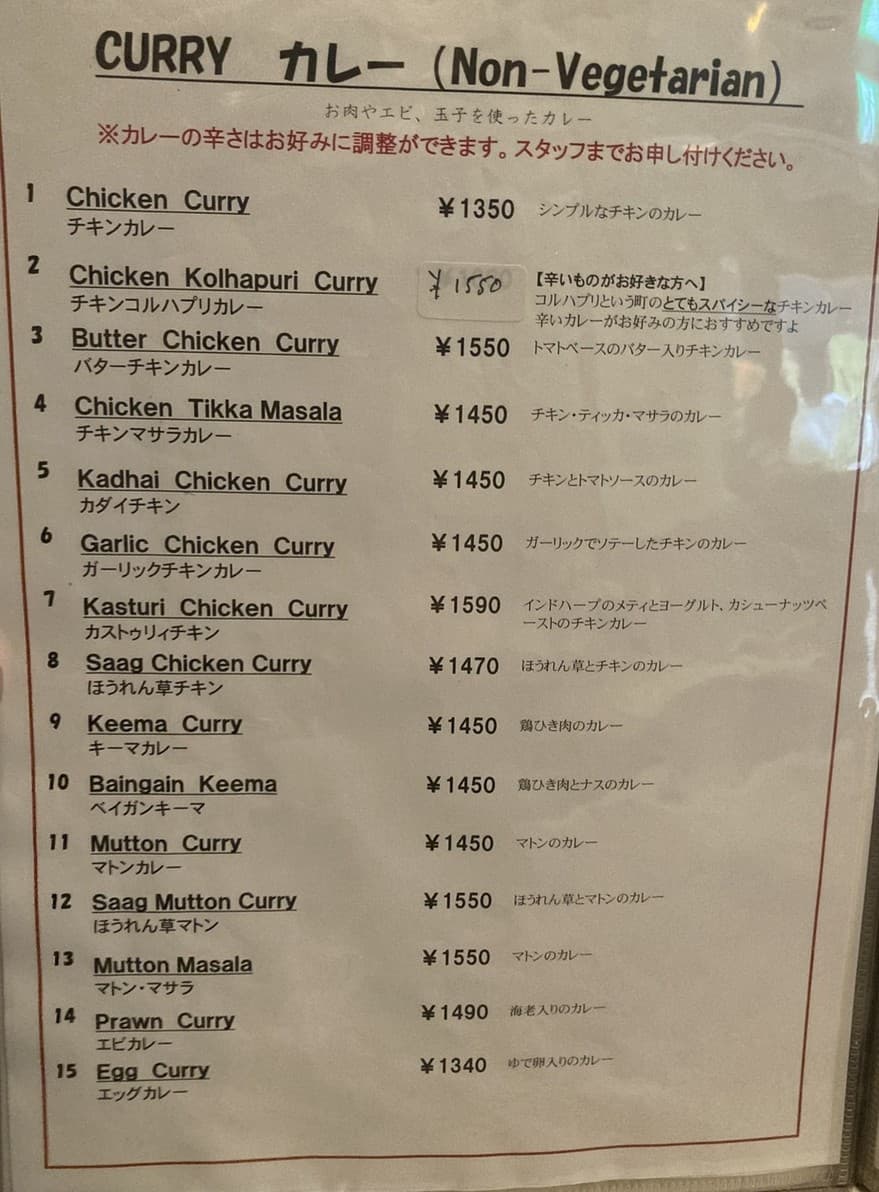 CURRY カレー (Non-Vegetarian)
お肉やエビ、玉子を使ったカレー
※カレーの辛さはお好みに調整ができます。スタッフまでお申し付けください。
1 Chicken Curry ¥1350 シンプルなチキンのカレー
チキンカレー
2 Chicken Kolhapuri Curry ¥1550 【辛いものがお好きな方へ】
チキンコルハプリカレー コルハプリという町のとてもスパイシーなチキンカレー
辛いカレーがお好みの方におすすめですよ
3 Butter Chicken Curry ¥1550 トマトベースのバター入りチキンカレー
バターチキンカレー
4 Chicken Tikka Masala ¥1450 チキン・ティッカ・マサラのカレー
チキンマサラカレー
5 Kadhai Chicken Curry ¥1450 チキンとトマトソースのカレー
カダイチキン
6 Garlic Chicken Curry ¥1450 ガーリックでソテーしたチキンのカレー
ガーリックチキンカレー
7 Kasturi Chicken Curry ¥1590 インドハーブのメティとヨーグルト、カシューナッツペ
カストゥリィチキン ーストのチキンカレー
8 Saag Chicken Curry ¥1470 ほうれん草とチキンのカレー
ほうれん草チキン
9 Keema Curry ¥1450 鶏ひき肉のカレー
キーマカレー
10 Baingain Keema ¥1450 鶏ひき肉とナスのカレー
ベイガンキーマ
11 Mutton Curry ¥1450 マトンのカレー
マトンカレー
12 Saag Mutton Curry ¥1550 ほうれん草とマトンのカレー
ほうれん草マトン
13 Mutton Masala ¥1550 マトンのカレー
マトン・マサラ
14 Prawn Curry ¥1490 海老入りのカレー
エビカレー
15 Egg Curry ¥1340 ゆで卵入りのカレー
エッグカレー